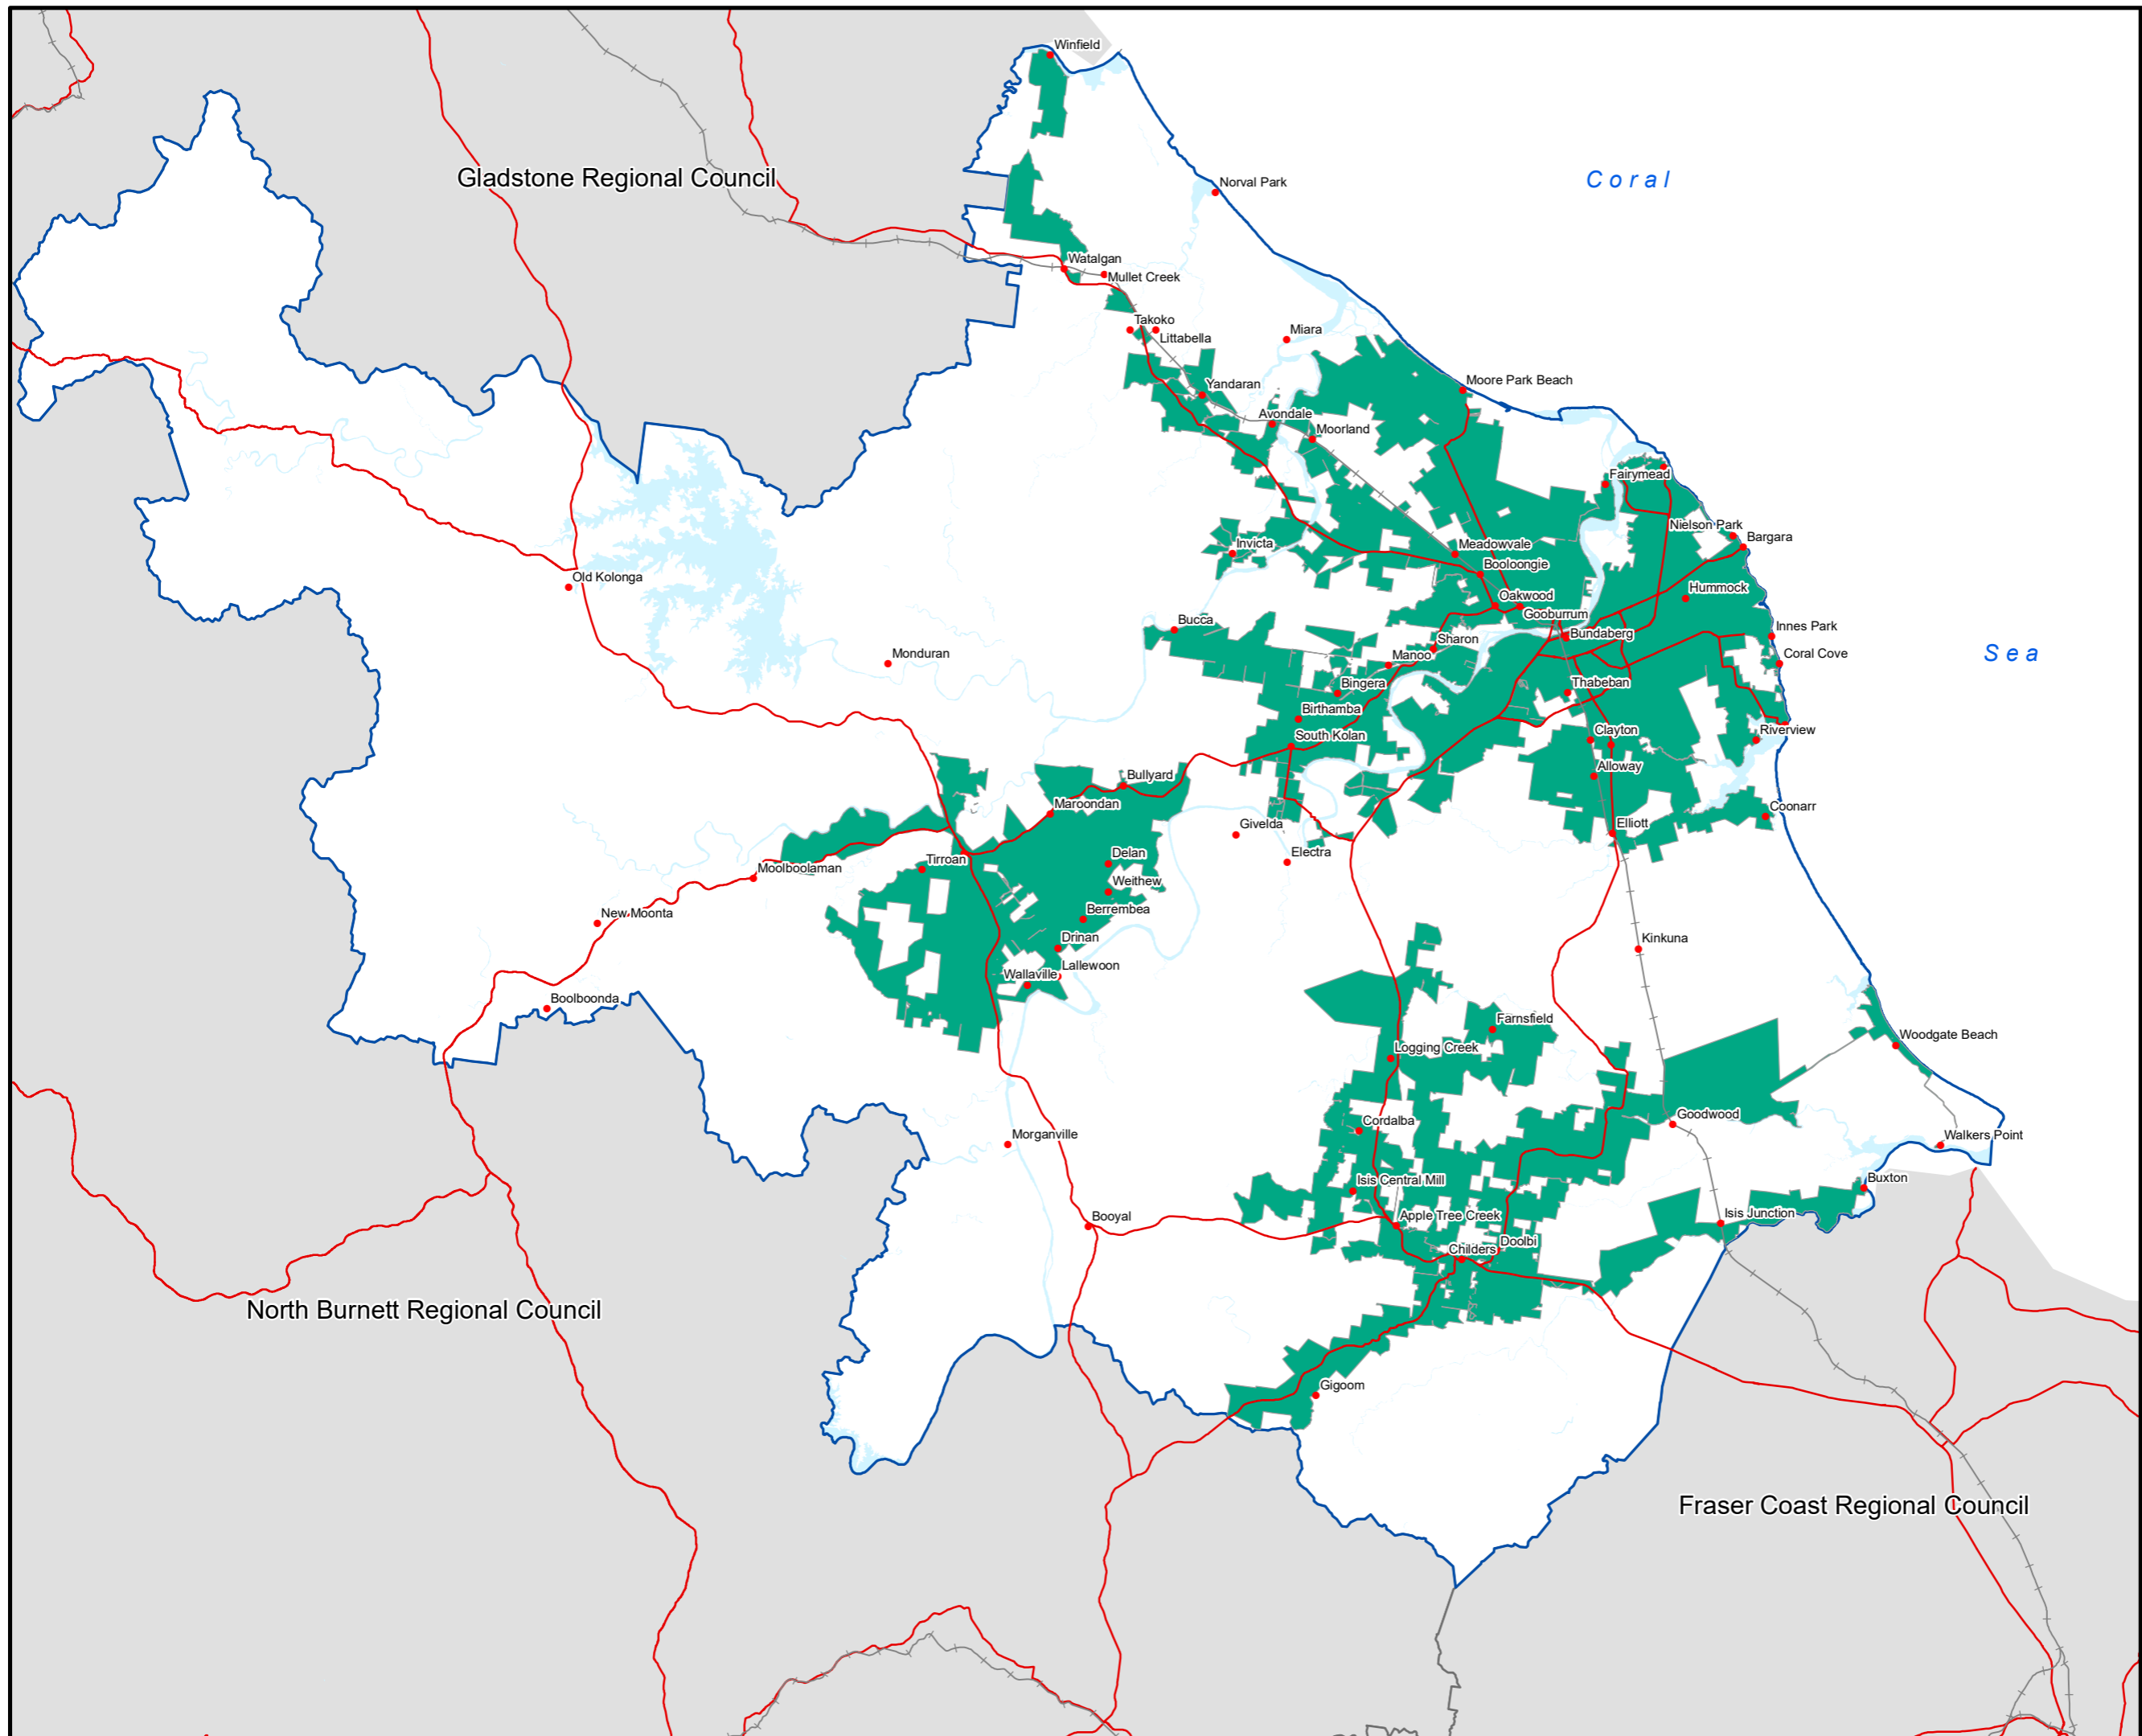 Winfield
Gladstone Regional Council
Coral
Norval Park
Watalgan
Mullet Creek
Takoko
Littabella
Miara
Yandaran
Moore Park Beach
Avondale
Moorland
Fairymead
Nielson Park
Bargara
Invicta
Meadowvale
Booloongie
Old Kolonga
Hummock
Oakwood
Gooburrum
Bucca
Bundaberg
Innes Park
Sharon
Monduran
Manoo
Coral Cove
Sea
Bingera
Thabeban
Birthamba
South Kolan
Clayton
Riverview
Alloway
Bullyard
Maroondan
Coonarr
Givelda
Elliott
Electra
Delan
Tirroan
Moolboolaman
Weithew
Berrembea
New Moonta
Drinan
Kinkuna
Lallewoon
Wallaville
Boolboonda
Farnsfield
Woodgate Beach
Logging Creek
Goodwood
Cordalba
Morganville
Walkers Point
Isis Central Mill
Buxton
Booyal
Apple Tree Creek
Isis Junction
Doolbi
Childers
North Burnett Regional Council
Gigoom
Fraser Coast Regional Council